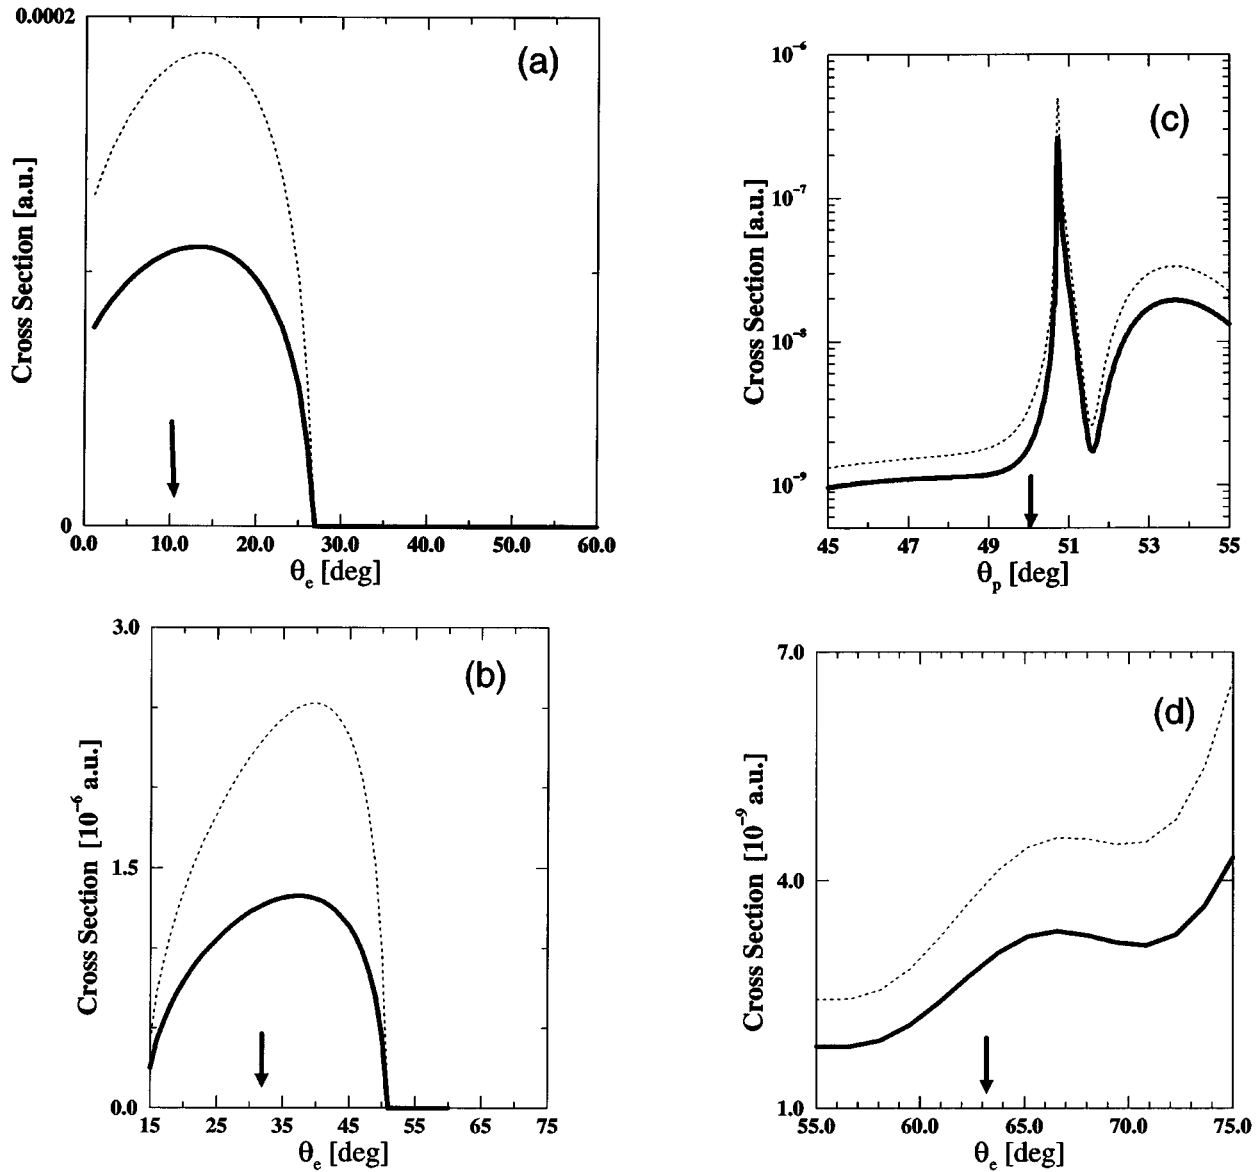 0.0002
(a)
Cross Section [a.u.]
0
0.0 10.0 20.0 30.0 40.0 50.0 60.0
θe [deg]
10⁻⁶
(c)
10⁻⁷
Cross Section [a.u.]
10⁻⁸
10⁻⁹
45 47 49 51 53 55
θp [deg]
3.0
(b)
Cross Section [10⁻⁶ a.u.]
1.5
0.0
15 25 35 45 55 65 75
θe [deg]
7.0
(d)
Cross Section [10⁻⁹ a.u.]
4.0
1.0
55.0 60.0 65.0 70.0 75.0
θe [deg]